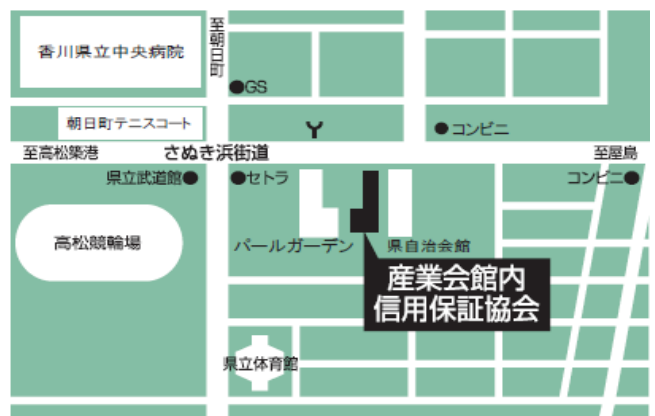 香川県立中央病院
至朝日町
●GS
朝日町テニスコート
●コンビニ
至高松築港
さぬき浜街道
至屋島
県立武道館●
●セトラ
コンビニ●
高松競輪場
パールガーデン
県自治会館
産業会館内
信用保証協会
県立体育館